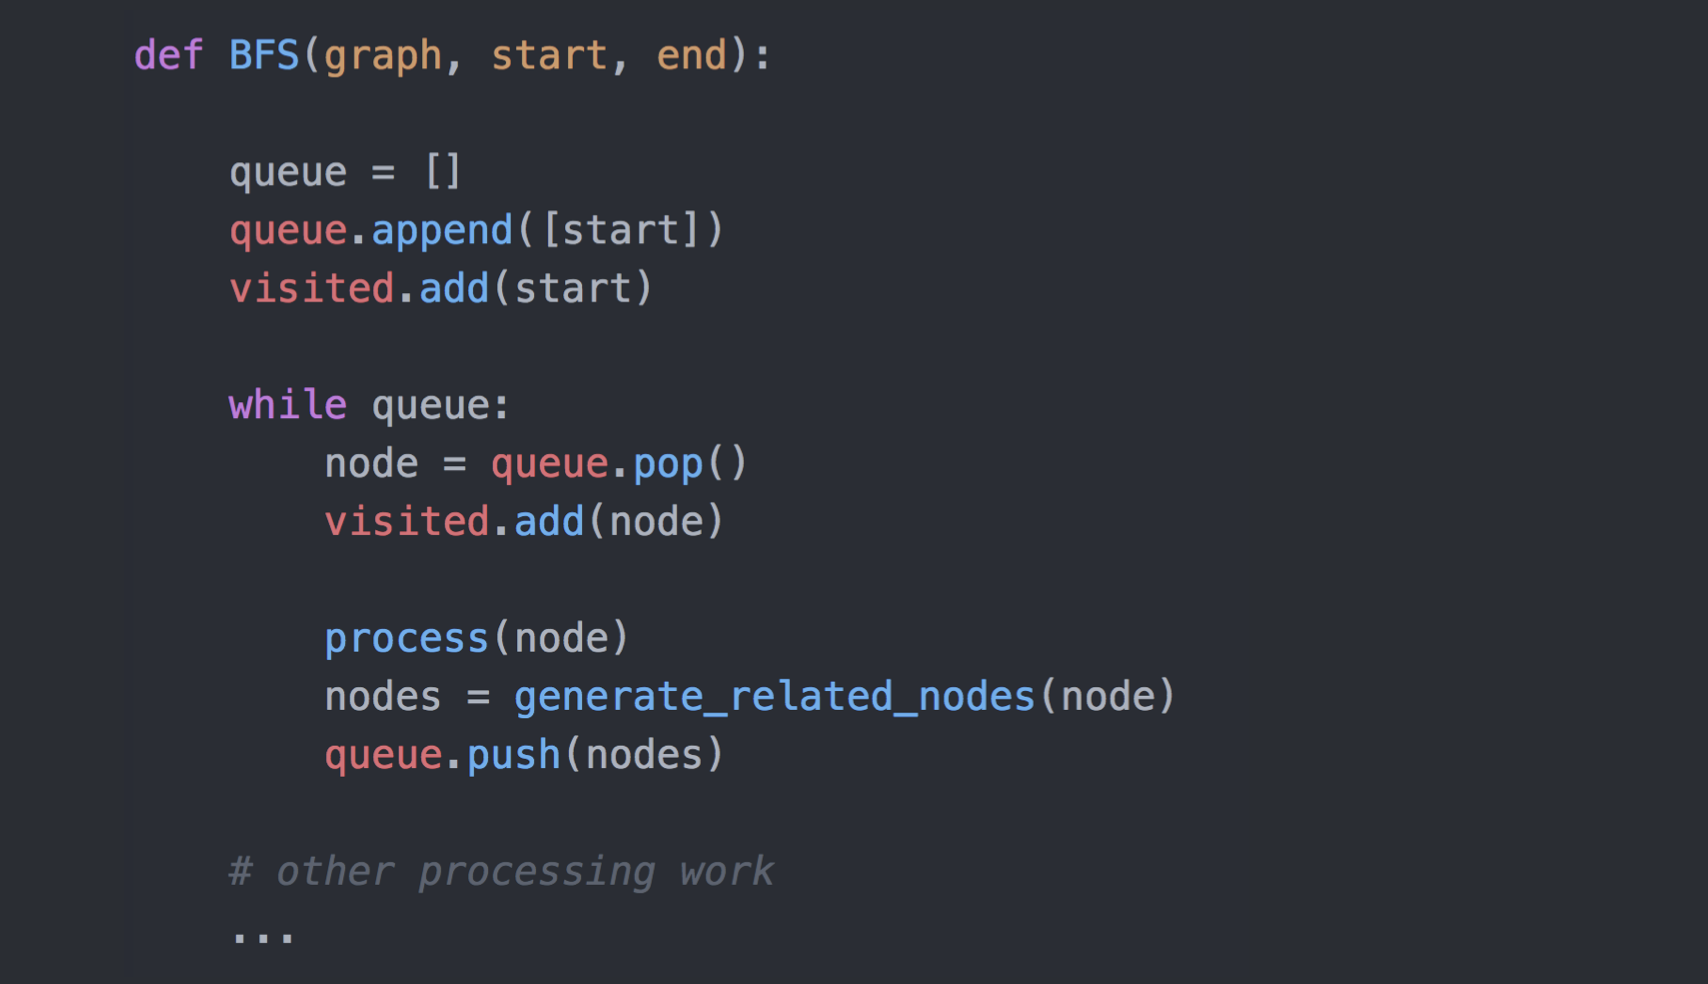 def BFS(graph, start, end):
queue = []
queue.append([start])
visited.add(start)
while queue:
node = queue.pop()
visited.add(node)
process(node)
nodes = generate_related_nodes(node)
queue.push(nodes)
# other processing work
...